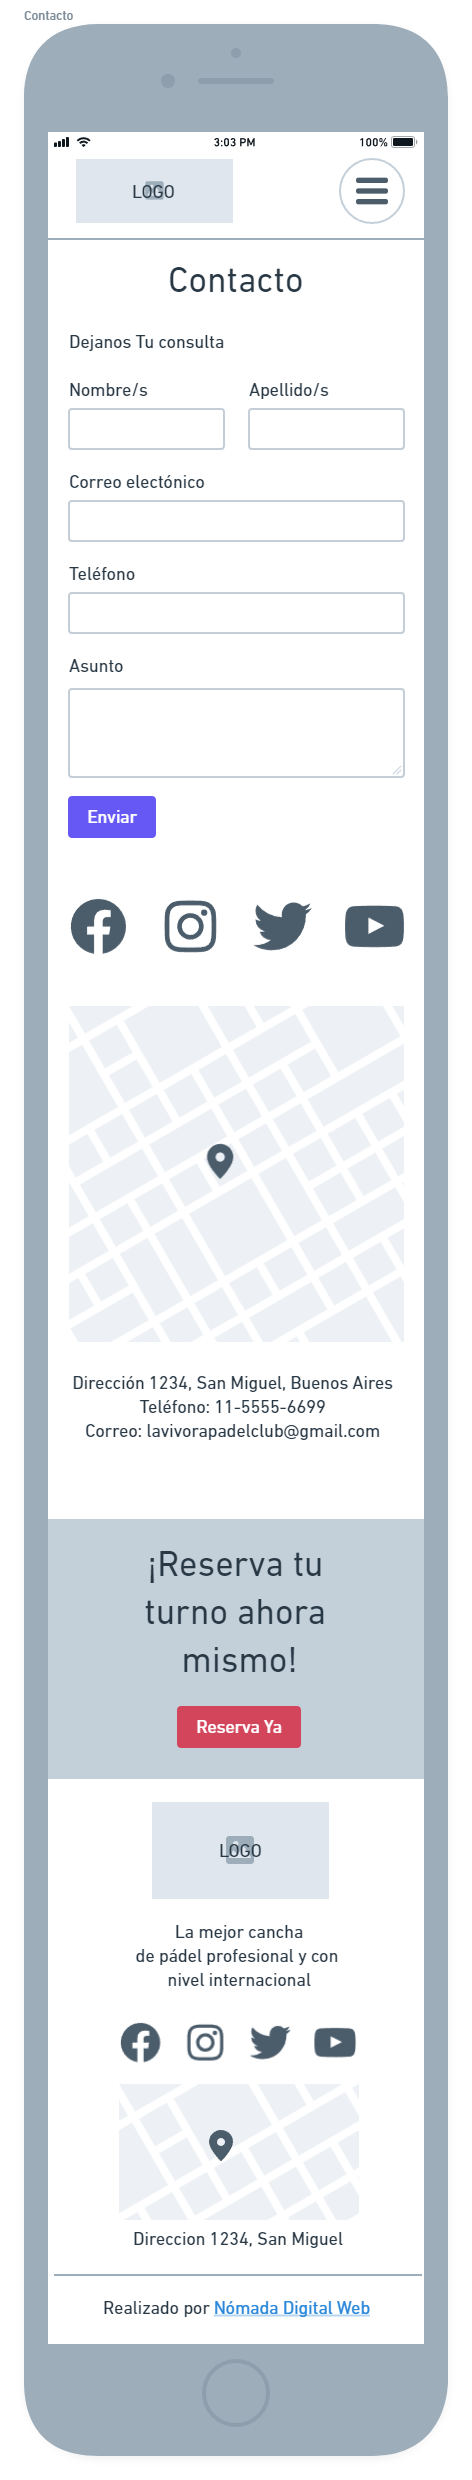 Contacto
3:03 PM 100%
LOGO
Contacto
Dejanos Tu consulta
Nombre/s Apellido/s
Correo electónico
Teléfono
Asunto
Enviar
Dirección 1234, San Miguel, Buenos Aires
Teléfono: 11-5555-6699
Correo: lavivorapadelclub@gmail.com
¡Reserva tu
turno ahora
mismo!
Reserva Ya
LOGO
La mejor cancha
de pádel profesional y con
nivel internacional
Direccion 1234, San Miguel
Realizado por Nómada Digital Web